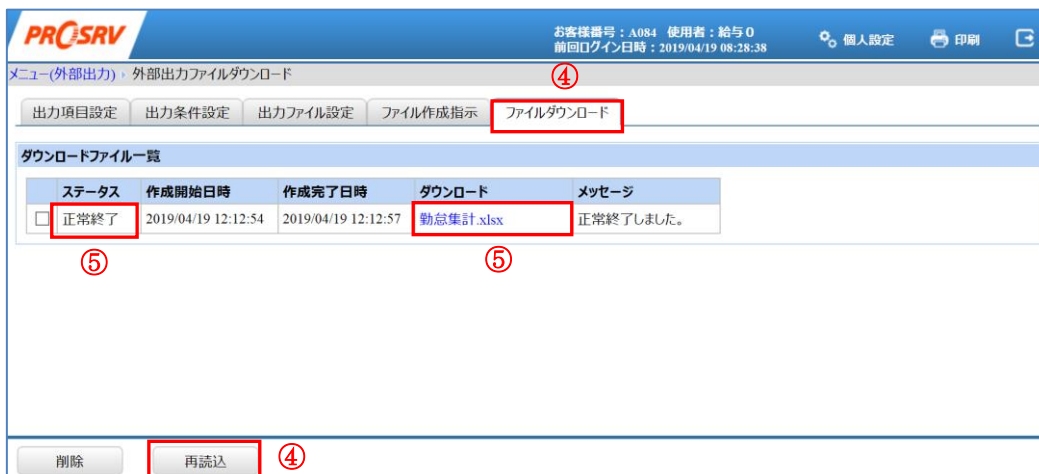 PROSRV
お客様番号：A084 使用者：給与0
前回ログイン日時：2019/04/19 08:28:38
個人設定
印刷
メニュー(外部出力) › 外部出力ファイルダウンロード
④
出力項目設定
出力条件設定
出力ファイル設定
ファイル作成指示
ファイルダウンロード
ダウンロードファイル一覧
ステータス 作成開始日時 作成完了日時 ダウンロード メッセージ
正常終了 2019/04/19 12:12:54 2019/04/19 12:12:57 勤怠集計.xlsx 正常終了しました。
⑤ ⑤
削除 再読込 ④